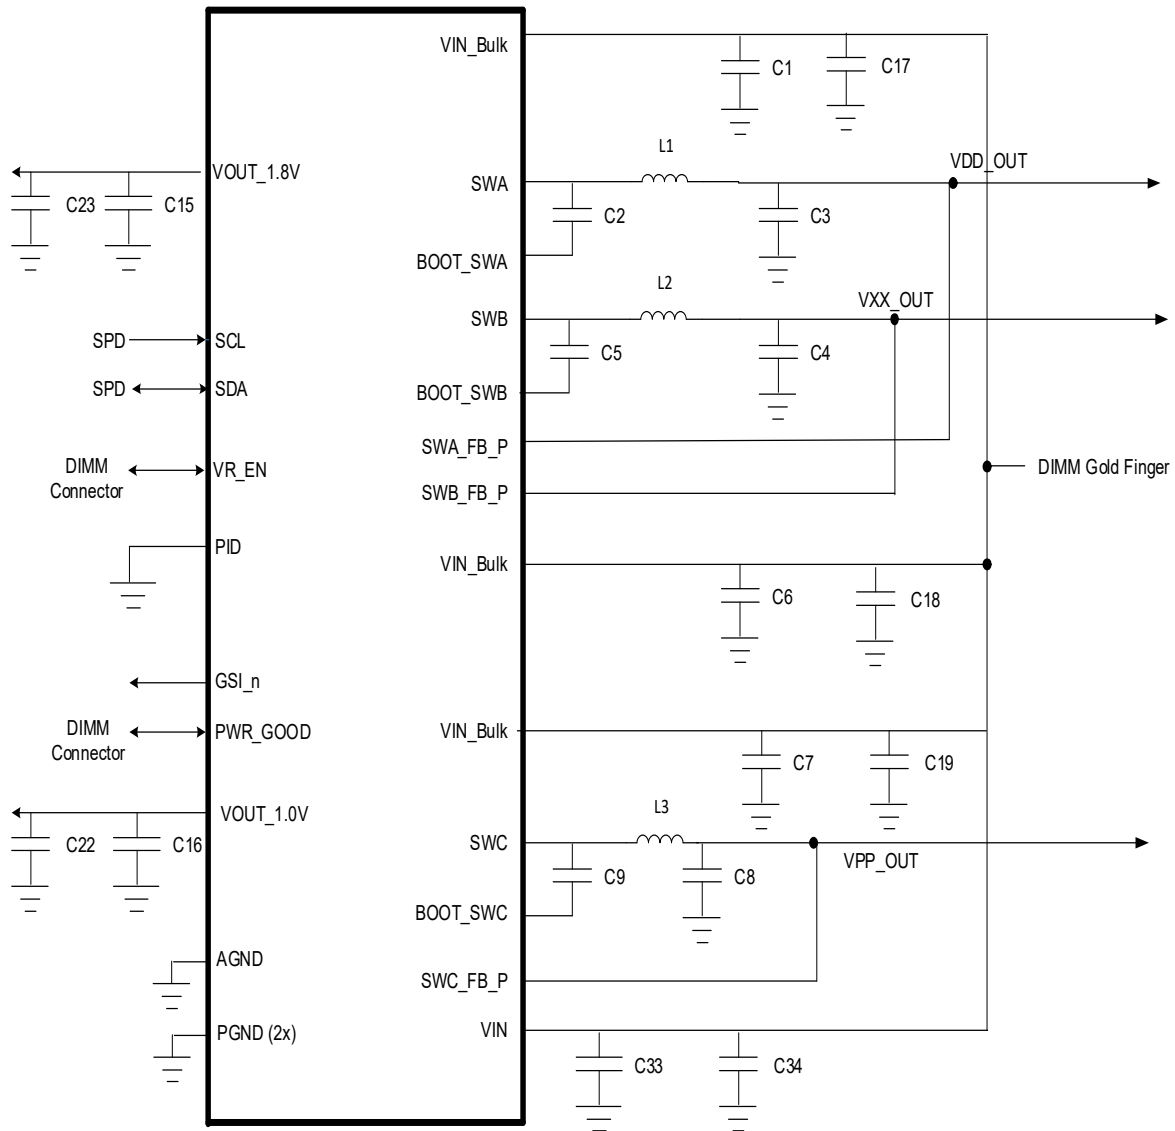 VIN_Bulk
C1
C17
L1
VDD_OUT
VOUT_1.8V
SWA
C23
C15
C2
C3
BOOT_SWA
L2
VXX_OUT
SWB
SPD
SCL
C5
C4
SPD
SDA
BOOT_SWB
SWA_FB_P
DIMM
Connector
VR_EN
DIMM Gold Finger
SWB_FB_P
PID
VIN_Bulk
C6
C18
GSI_n
DIMM
Connector
PWR_GOOD
VIN_Bulk
C7
C19
L3
VOUT_1.0V
C22
C16
SWC
VPP_OUT
C9
C8
BOOT_SWC
AGND
SWC_FB_P
PGND (2x)
VIN
C33
C34